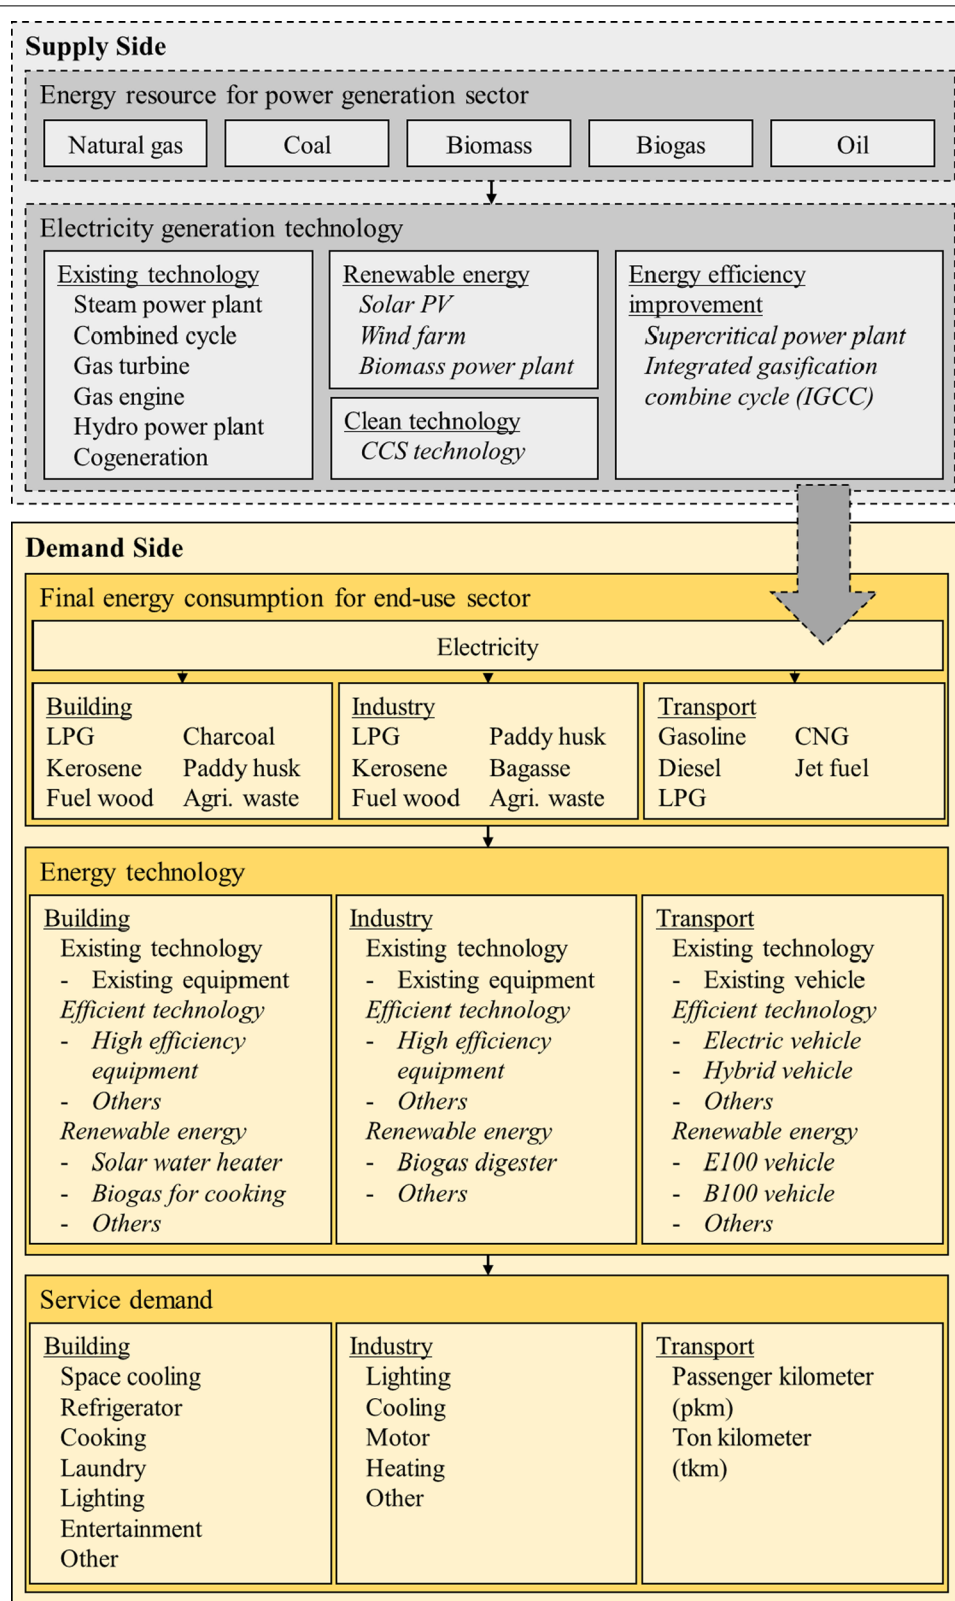 Supply Side
Energy resource for power generation sector
Natural gas
Coal
Biomass
Biogas
Oil
Electricity generation technology
Existing technology
Steam power plant
Combined cycle
Gas turbine
Gas engine
Hydro power plant
Cogeneration
Renewable energy
Solar PV
Wind farm
Biomass power plant
Clean technology
CCS technology
Energy efficiency
improvement
Supercritical power plant
Integrated gasification
combine cycle (IGCC)
Demand Side
Final energy consumption for end-use sector
Electricity
Building
LPG
Kerosene
Fuel wood
Charcoal
Paddy husk
Agri. waste
Industry
LPG
Kerosene
Fuel wood
Paddy husk
Bagasse
Agri. waste
Transport
Gasoline
Diesel
LPG
CNG
Jet fuel
Energy technology
Building
Existing technology
- Existing equipment
Efficient technology
- High efficiency
equipment
- Others
Renewable energy
- Solar water heater
- Biogas for cooking
- Others
Industry
Existing technology
- Existing equipment
Efficient technology
- High efficiency
equipment
- Others
Renewable energy
- Biogas digester
- Others
Transport
Existing technology
- Existing vehicle
Efficient technology
- Electric vehicle
- Hybrid vehicle
- Others
Renewable energy
- E100 vehicle
- B100 vehicle
- Others
Service demand
Building
Space cooling
Refrigerator
Cooking
Laundry
Lighting
Entertainment
Other
Industry
Lighting
Cooling
Motor
Heating
Other
Transport
Passenger kilometer
(pkm)
Ton kilometer
(tkm)